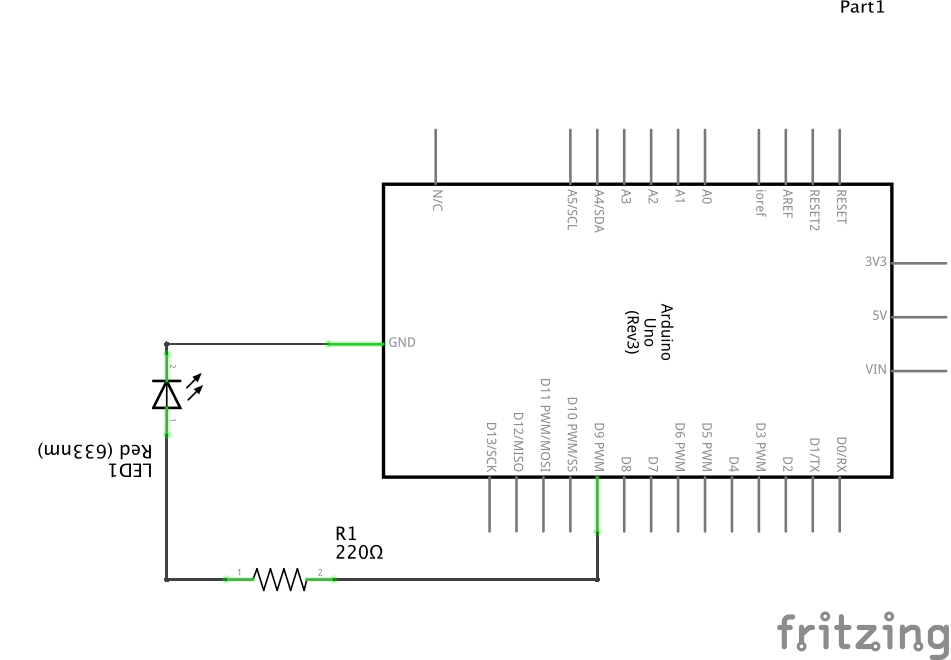 Part1
N/C
A5/SCL
A4/SDA
A3
A2
A1
A0
ioref
AREF
RESET2
RESET
3V3
5V
VIN
GND
Arduino
Uno
(Rev3)
2
1
LED1
Red (633nm)
D13/SCK
D12/MISO
D11 PWM/MOSI
D10 PWM/SS
D9 PWM
D8
D7
D6 PWM
D5 PWM
D4
D3 PWM
D2
D1/TX
D0/RX
R1
220Ω
1
2
fritzing